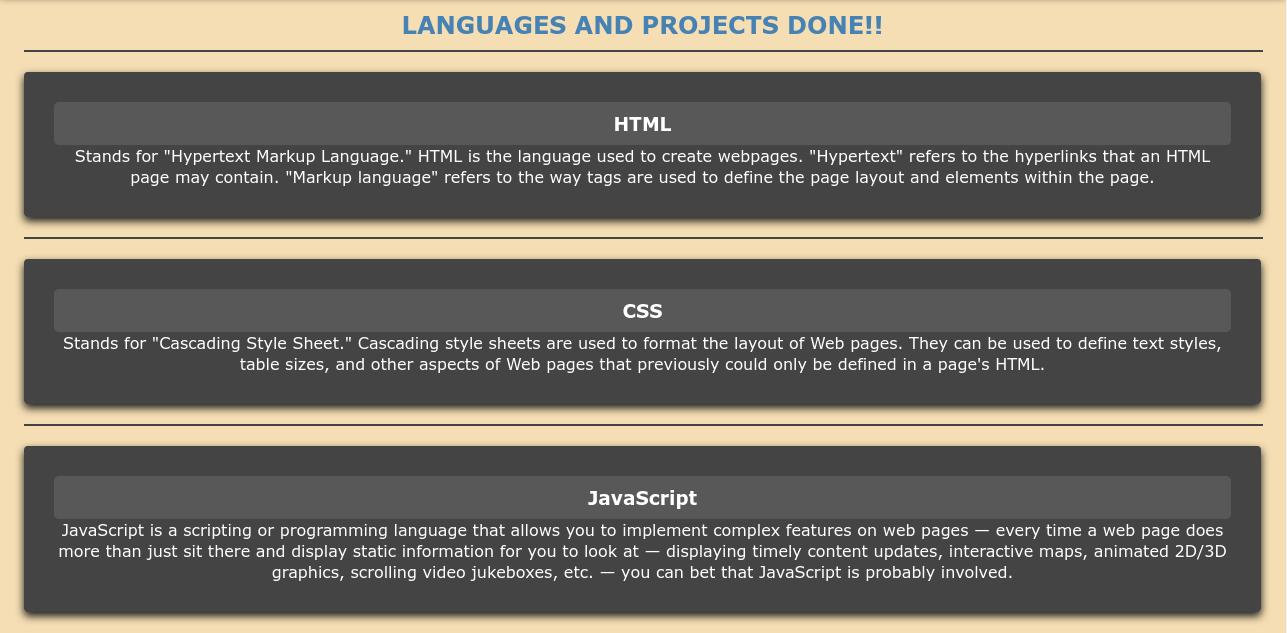 LANGUAGES AND PROJECTS DONE!!
HTML
Stands for "Hypertext Markup Language." HTML is the language used to create webpages. "Hypertext" refers to the hyperlinks that an HTML
page may contain. "Markup language" refers to the way tags are used to define the page layout and elements within the page.
CSS
Stands for "Cascading Style Sheet." Cascading style sheets are used to format the layout of Web pages. They can be used to define text styles,
table sizes, and other aspects of Web pages that previously could only be defined in a page's HTML.
JavaScript
JavaScript is a scripting or programming language that allows you to implement complex features on web pages — every time a web page does
more than just sit there and display static information for you to look at — displaying timely content updates, interactive maps, animated 2D/3D
graphics, scrolling video jukeboxes, etc. — you can bet that JavaScript is probably involved.